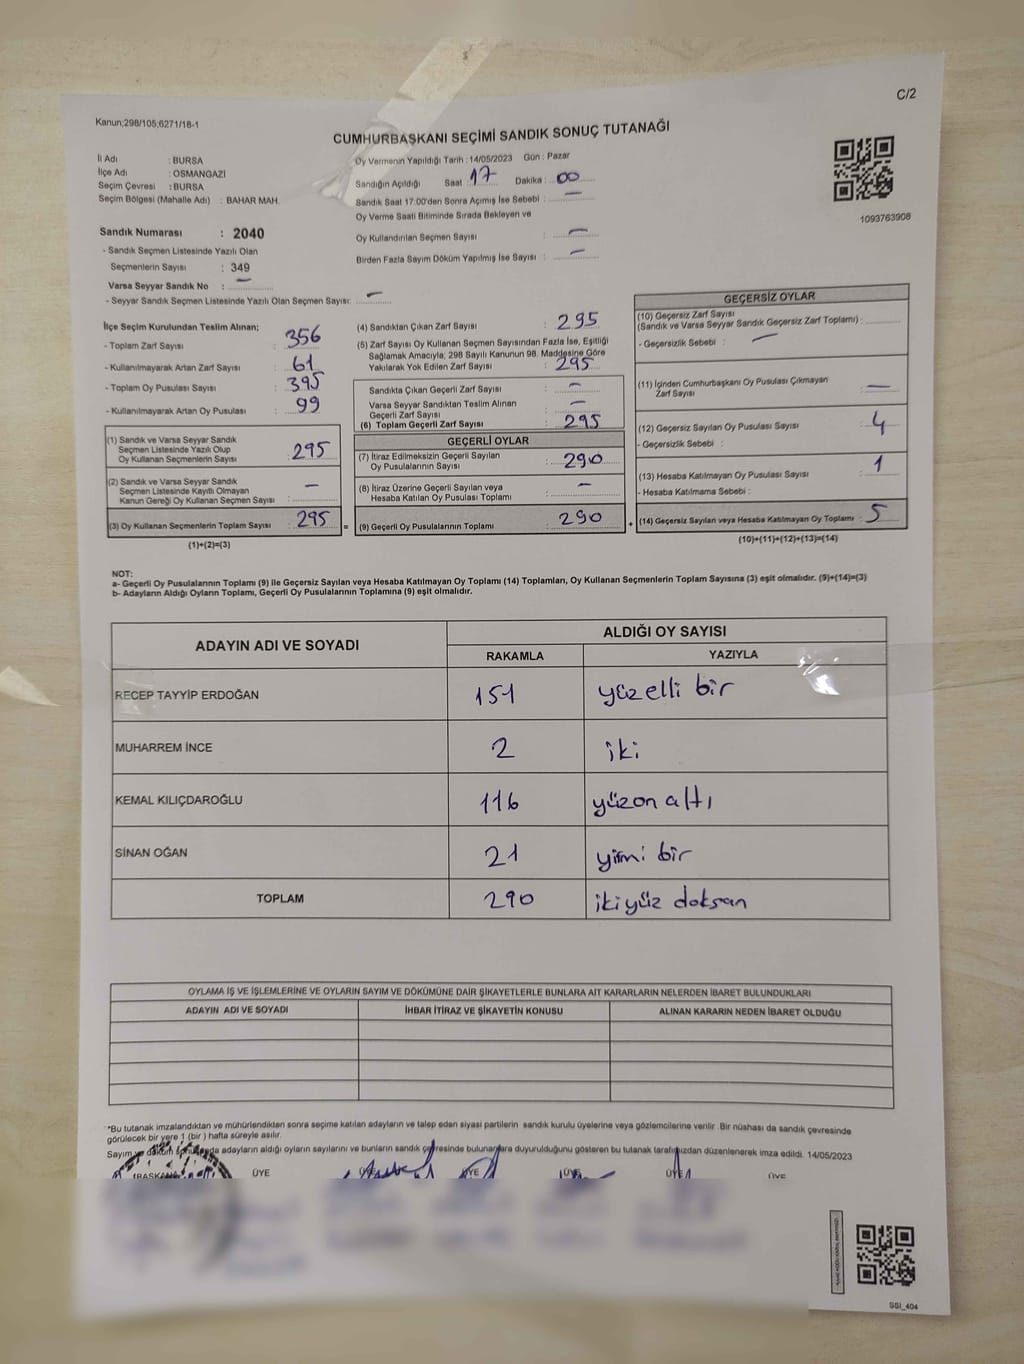 C/2
Kanun;298/105;6271/18-1
CUMHURBAŞKANI SEÇİMİ SANDIK SONUÇ TUTANAĞI
İl Adı : BURSA
İlçe Adı : OSMANGAZİ
Seçim Çevresi : BURSA
Seçim Bölgesi (Mahalle Adı) : BAHAR MAH.
Oy Vermenin Yapıldığı Tarih : 14/05/2023 Gün : Pazar
Sandığın Açıldığı Saat : 17 Dakika : 00
Sandık Saat 17:00'den Sonra Açmış İse Sebebi : —
Oy Verme Saati Bitiminde Sırada Bekleyen ve
Oy Kullandırılan Seçmen Sayısı : —
Birden Fazla Sayım Döküm Yapılmış İse Sayısı : —
1093763908
Sandık Numarası : 2040
- Sandık Seçmen Listesinde Yazılı Olan
Seçmenlerin Sayısı : 349
Varsa Seyyar Sandık No : —
- Seyyar Sandık Seçmen Listesinde Yazılı Olan Seçmen Sayısı: —
İlçe Seçim Kurulundan Teslim Alınan;
- Toplam Zarf Sayısı : 356
- Kullanılmayarak Artan Zarf Sayısı : 61
- Toplam Oy Pusulası Sayısı : 395
- Kullanılmayarak Artan Oy Pusulası : 99
(1) Sandık ve Varsa Seyyar Sandık
Seçmen Listesinde Yazılı Olup
Oy Kullanan Seçmenlerin Sayısı : 295
(2) Sandık ve Varsa Seyyar Sandık
Seçmen Listesinde Kayıtlı Olmayan
Kanun Gereği Oy Kullanan Seçmen Sayısı : —
(3) Oy Kullanan Seçmenlerin Toplam Sayısı : 295
(1)+(2)=(3)
(4) Sandıktan Çıkan Zarf Sayısı : 295
(5) Zarf Sayısı Oy Kullanan Seçmen Sayısından Fazla İse, Eşitliği
Sağlamak Amacıyla; 298 Sayılı Kanunun 98. Maddesine Göre
Yakılarak Yok Edilen Zarf Sayısı : 295
Sandıkta Çıkan Geçerli Zarf Sayısı : —
Varsa Seyyar Sandıktan Teslim Alınan
Geçerli Zarf Sayısı : —
(6) Toplam Geçerli Zarf Sayısı : 295
GEÇERLİ OYLAR
(7) İtiraz Edilmeksizin Geçerli Sayılan
Oy Pusulalarının Sayısı : 290
(8) İtiraz Üzerine Geçerli Sayılan veya
Hesaba Katılan Oy Pusulası Toplamı : —
= (9) Geçerli Oy Pusulalarının Toplamı : 290
GEÇERSİZ OYLAR
(10) Geçersiz Zarf Sayısı
(Sandık ve Varsa Seyyar Sandık Geçersiz Zarf Toplamı) :
- Geçersizlik Sebebi : —
(11) İçinden Cumhurbaşkanı Oy Pusulası Çıkmayan
Zarf Sayısı : —
(12) Geçersiz Sayılan Oy Pusulası Sayısı : 4
- Geçersizlik Sebebi :
(13) Hesaba Katılmayan Oy Pusulası Sayısı : 1
- Hesaba Katılmama Sebebi :
+ (14) Geçersiz Sayılan veya Hesaba Katılmayan Oy Toplamı : 5
(10)+(11)+(12)+(13)=(14)
NOT:
a- Geçerli Oy Pusulalarının Toplamı (9) ile Geçersiz Sayılan veya Hesaba Katılmayan Oy Toplamı (14) Toplamları, Oy Kullanan Seçmenlerin Toplam Sayısına (3) eşit olmalıdır. (9)+(14)=(3)
b- Adayların Aldığı Oyların Toplamı, Geçerli Oy Pusulalarının Toplamına (9) eşit olmalıdır.
ADAYIN ADI VE SOYADI ALDIĞI OY SAYISI
RAKAMLA YAZIYLA
RECEP TAYYİP ERDOĞAN 151 yüzelli bir
MUHARREM İNCE 2 iki
KEMAL KILIÇDAROĞLU 116 yüzon altı
SİNAN OĞAN 21 yirmi bir
TOPLAM 290 ikiyüz doksan
OYLAMA İŞ VE İŞLEMLERİNE VE OYLARIN SAYIM VE DÖKÜMÜNE DAİR ŞİKAYETLERLE BUNLARA AİT KARARLARIN NELERDEN İBARET BULUNDUKLARI
ADAYIN ADI VE SOYADI İHBAR İTİRAZ VE ŞİKAYETİN KONUSU ALINAN KARARIN NEDEN İBARET OLDUĞU
*Bu tutanak imzalandıktan ve mühürlendikten sonra seçime katılan adayların ve talep eden siyasi partilerin sandık kurulu üyelerine veya gözlemcilerine verilir. Bir nüshası da sandık çevresinde
görülecek bir yere 1 (bir ) hafta süreyle asılır.
Sayım ve döküm sonucunda adayların aldığı oyların sayılarını ve bunların sandık çevresinde bulunanlara duyurulduğunu gösteren bu tutanak tarafımızdan düzenlenerek imza edildi. 14/05/2023
BAŞKAN ÜYE ÜYE ÜYE ÜYE ÜYE ÜYE
SSI_404